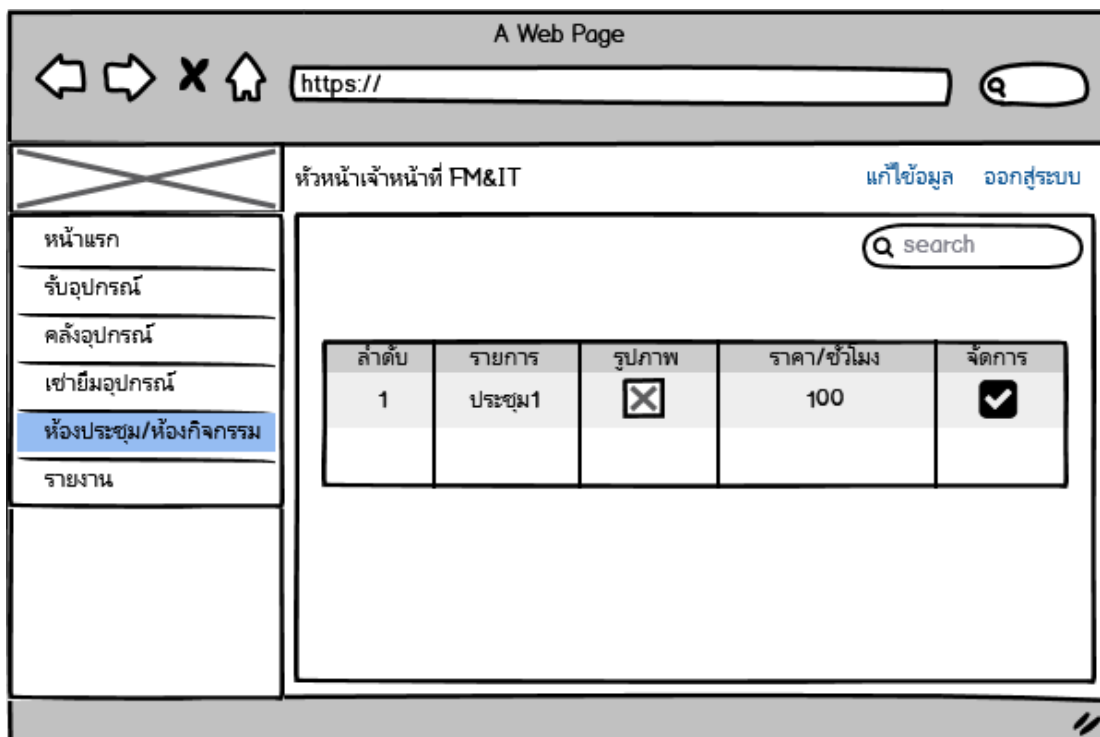 A Web Page
https://
หัวหน้าเจ้าหน้าที่ FM&IT
แก้ไข้อมูล ออกสู่ระบบ
หน้าแรก
รับอุปกรณ์
คลังอุปกรณ์
เช่ายืมอุปกรณ์
ห้องประชุม/ห้องกิจกรรม
รายงาน
search
ลำดับ รายการ รูปภาพ ราคา/ชั่วโมง จัดการ
1 ประชุม1 100